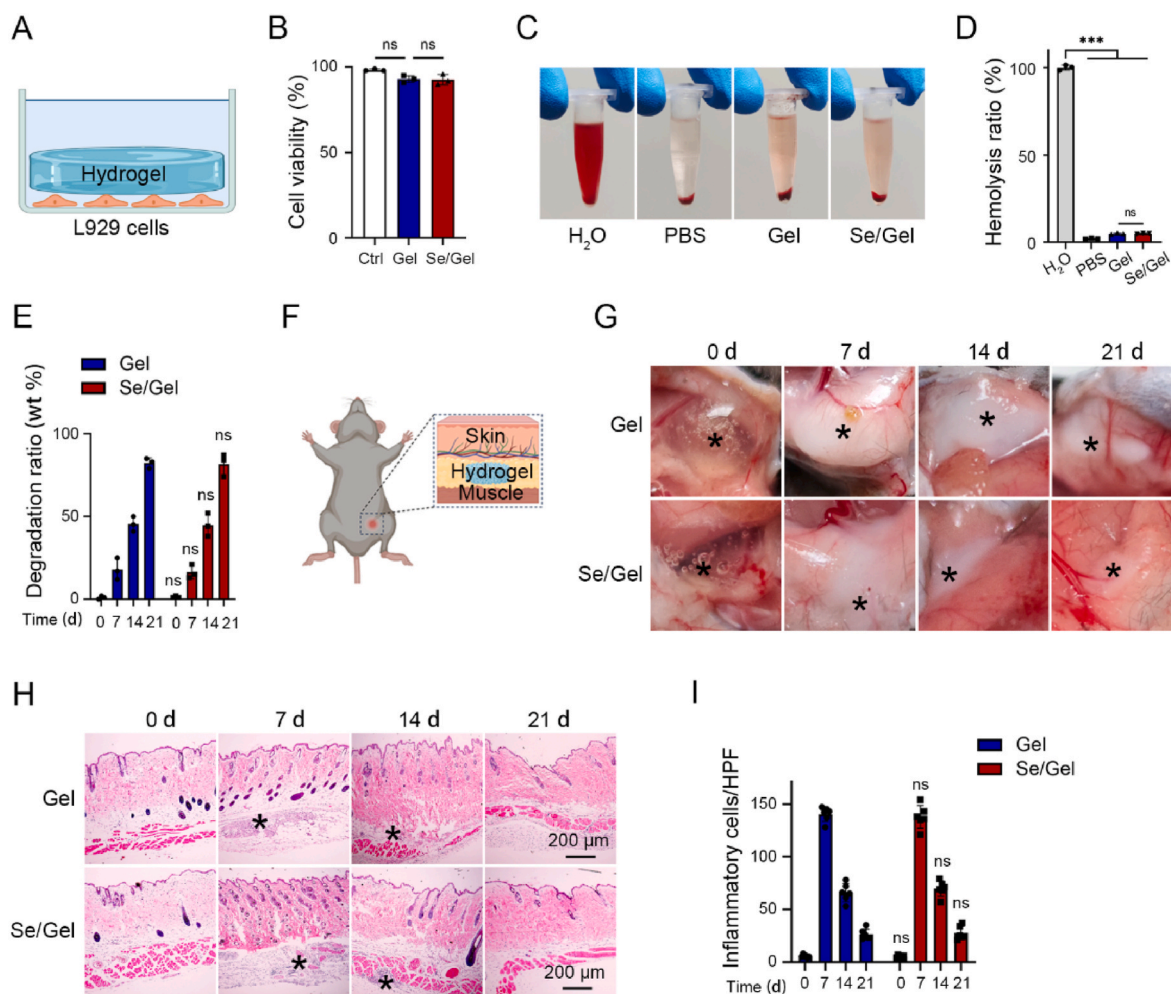 A
Hydrogel
L929 cells
B
Cell viability (%)
ns ns
100
50
0
Ctrl Gel Se/Gel
C
H₂O PBS Gel Se/Gel
D
Hemolysis ratio (%)
***
100
50
0
ns
H₂O PBS Gel Se/Gel
E
Gel
Se/Gel
Degradation ratio (wt %)
100
50
0
ns ns ns ns
Time (d) 0 7 14 21 0 7 14 21
F
Skin
Hydrogel
Muscle
G
0 d 7 d 14 d 21 d
Gel * * * *
Se/Gel * * * *
H
0 d 7 d 14 d 21 d
Gel * *
200 μm
Se/Gel * *
200 μm
I
Gel
Se/Gel
Inflammatory cells/HPF
150
100
50
0
ns ns ns ns
Time (d) 0 7 14 21 0 7 14 21